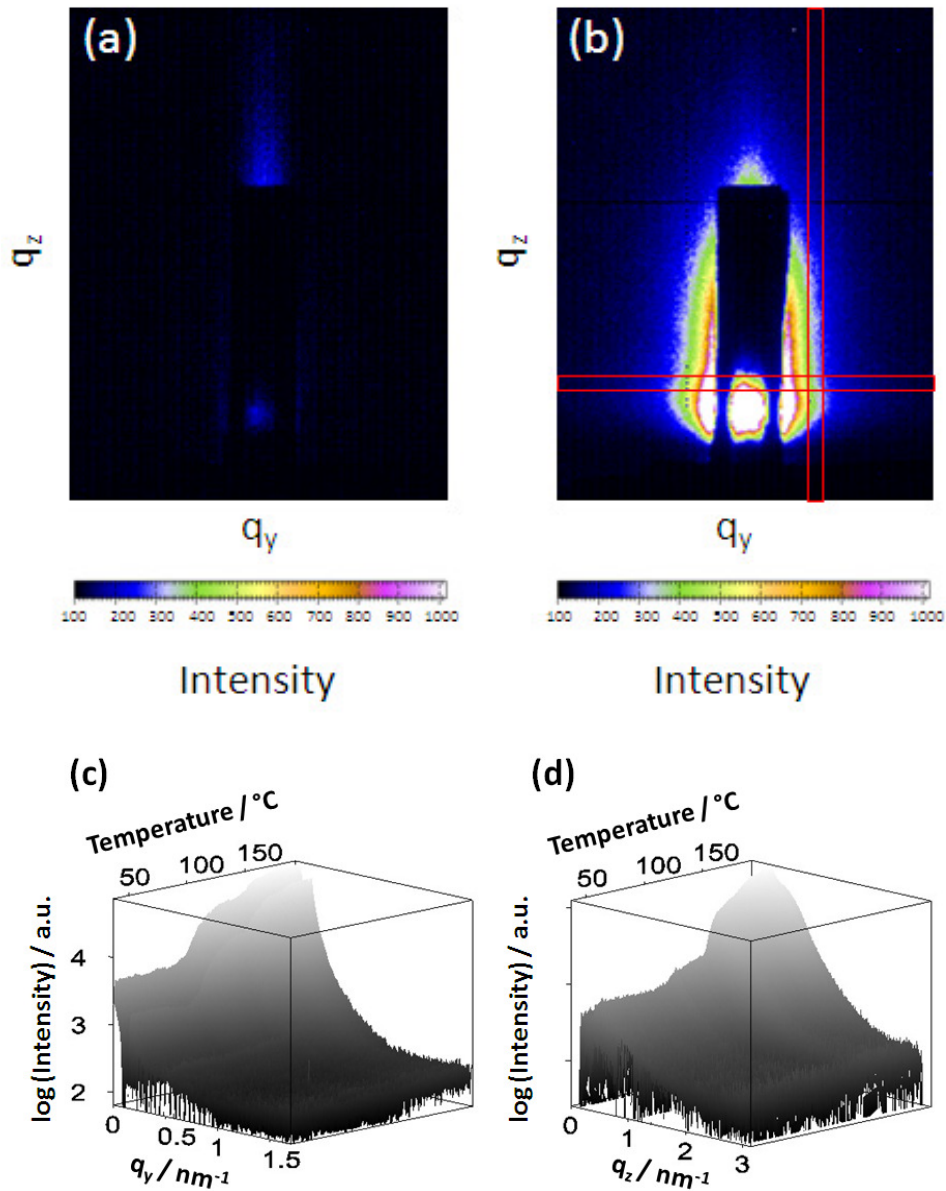 (a)
(b)
q_z
q_z
q_y
q_y
100 200 300 400 500 600 700 800 900 1000
100 200 300 400 500 600 700 800 900 1000
Intensity
Intensity
(c)
(d)
Temperature / °C
Temperature / °C
50 100 150
50 100 150
log (Intensity) / a.u.
4
3
2
log (Intensity) / a.u.
0 0.5 1 1.5
0 1 2 3
q_y / nm⁻¹
q_z / nm⁻¹